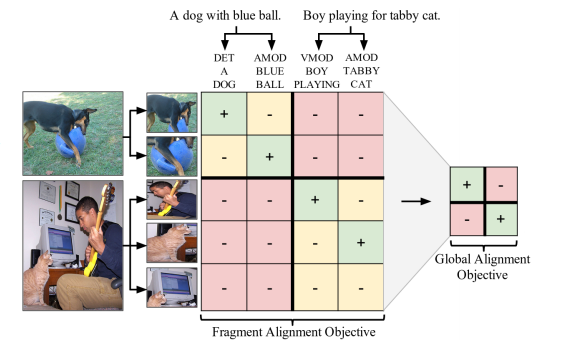 A dog with blue ball. Boy playing for tabby cat.
DET AMOD VMOD AMOD
A BLUE BOY TABBY
DOG BALL PLAYING CAT
+ - - -
- + - -
- - + -
- - - +
- - - -
+ -
- +
Global Alignment
Objective
Fragment Alignment Objective